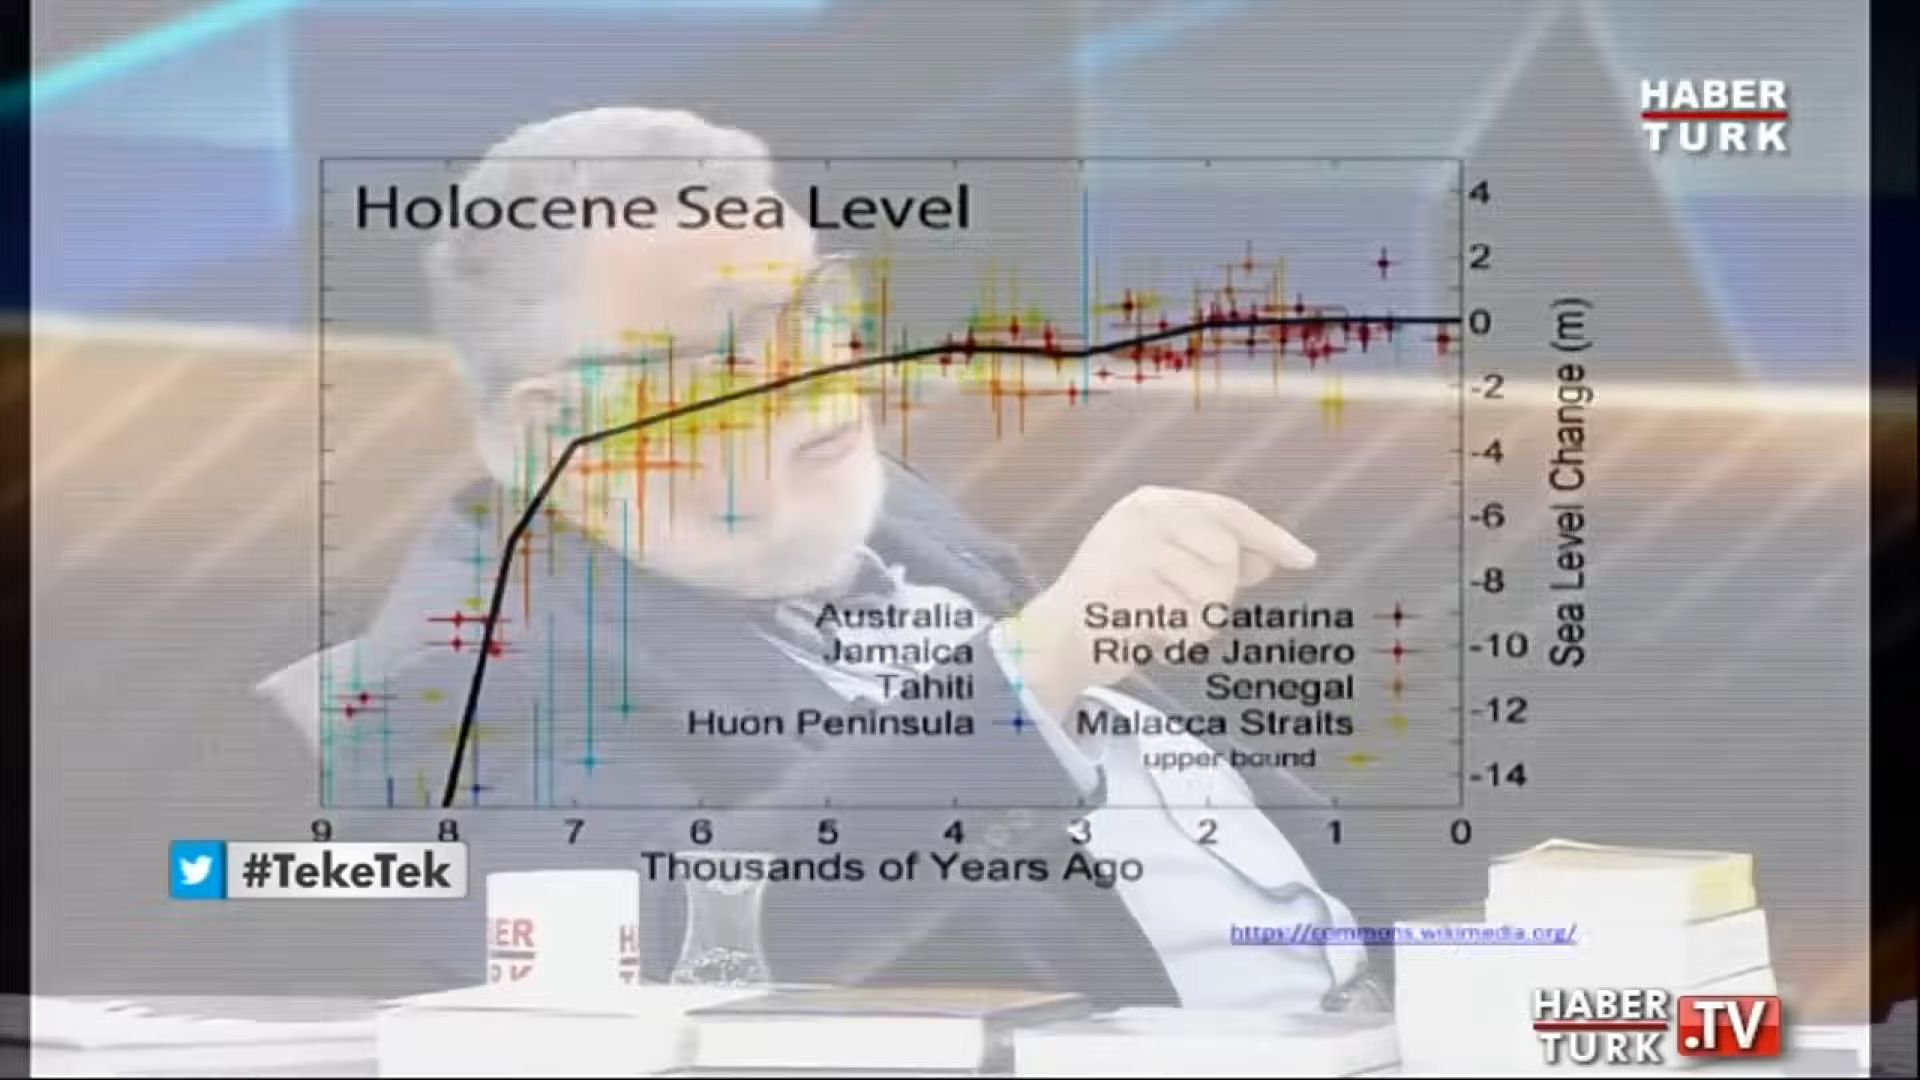 HABER
TURK
Holocene Sea Level
4
2
0
-2
-4
-6
-8
-10
-12
-14
Sea Level Change (m)
Australia
Jamaica
Tahiti
Huon Peninsula
Santa Catarina
Rio de Janiero
Senegal
Malacca Straits
upper bound
9 8 7 6 5 4 3 2 1 0
Thousands of Years Ago
#TekeTek
https://commons.wikimedia.org/
HABER
TURK
.TV